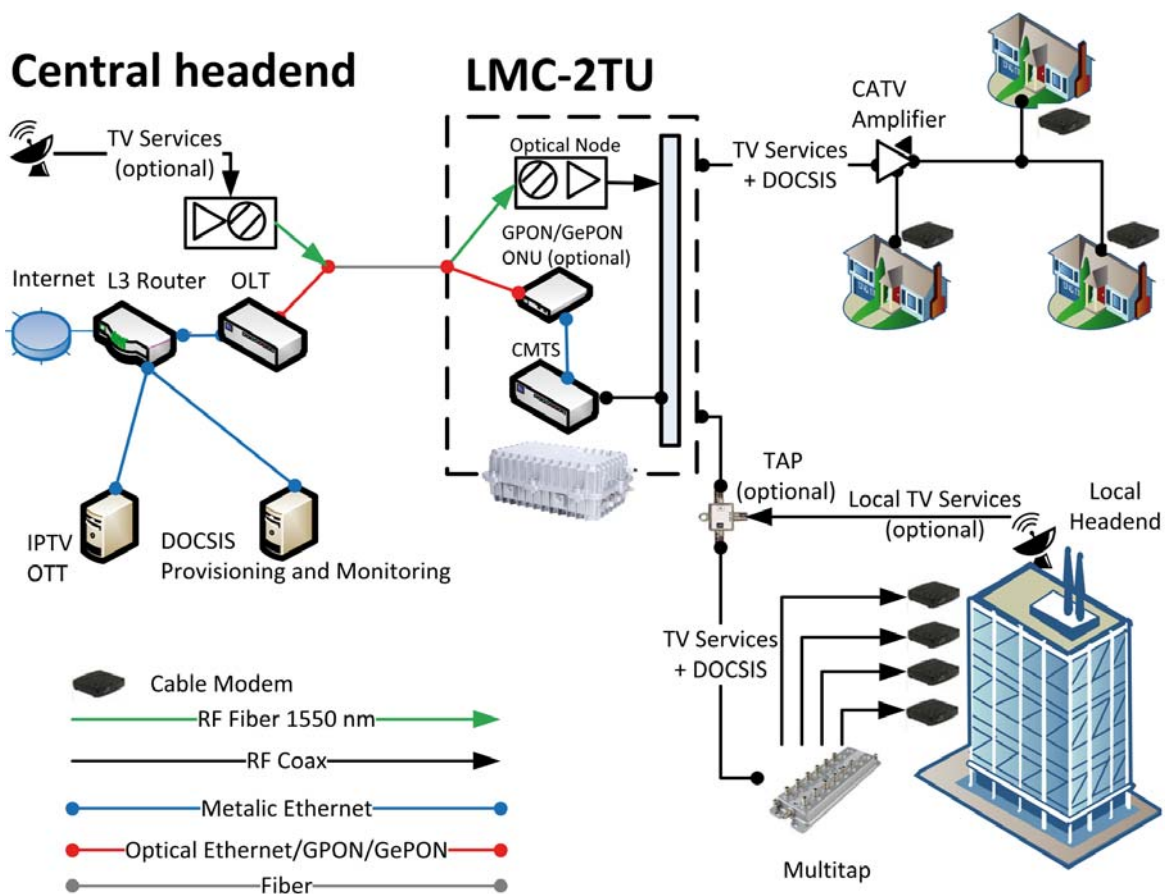 Central headend
LMC-2TU
TV Services
(optional)
Internet
L3 Router
OLT
IPTV
OTT
DOCSIS
Provisioning and Monitoring
Optical Node
GPON/GePON
ONU (optional)
CMTS
TV Services
+ DOCSIS
CATV
Amplifier
TAP
(optional)
Local TV Services
(optional)
Local
Headend
TV Services
+ DOCSIS
Multitap
Cable Modem
RF Fiber 1550 nm
RF Coax
Metalic Ethernet
Optical Ethernet/GPON/GePON
Fiber